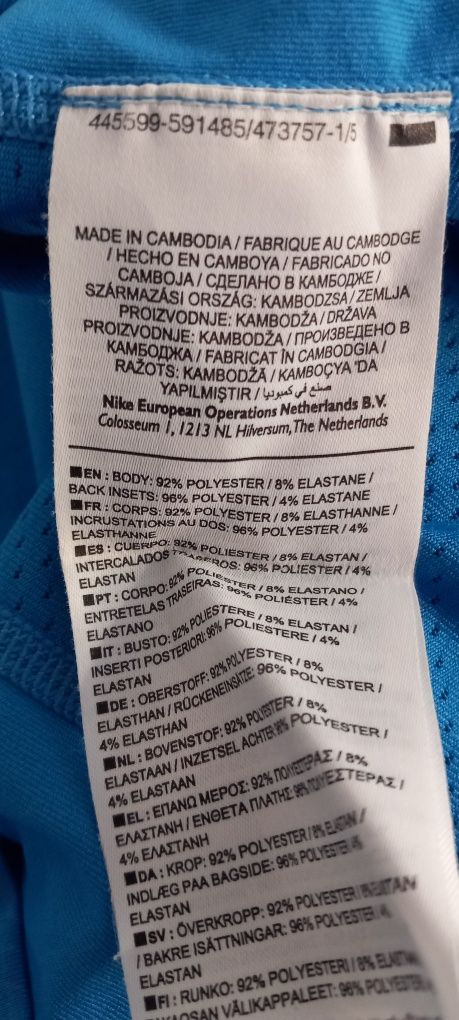 445599-591485/473757-1/5
MADE IN CAMBODIA / FABRIQUE AU CAMBODGE
/ HECHO EN CAMBOYA / FABRICADO NO
CAMBOJA / СДЕЛАНО В КАМБОДЖЕ /
SZÁRMAZÁSI ORSZÁG: KAMBODZSA / ZEMLJA
PROIZVODNJE: KAMBODŽA / DRŽAVA
PROIZVODNJE: KAMBODŽA / ПРОИЗВЕДЕНО В
КАМБОДЖА / FABRICAT ÎN CAMBODGIA /
RAŽOTS: KAMBODŽĀ / KAMBOÇYA 'DA
YAPILMIŞTIR / صنع في كمبوديا
Nike European Operations Netherlands B.V.
Colosseum 1, 1213 NL Hilversum, The Netherlands
EN : BODY: 92% POLYESTER / 8% ELASTANE /
BACK INSETS: 96% POLYESTER / 4% ELASTANE
FR : CORPS: 92% POLYESTER / 8% ELASTHANNE /
INCRUSTATIONS AU DOS: 96% POLYESTER / 4%
ELASTHANNE
ES : CUERPO: 92% POLIESTER / 8% ELASTAN /
INTERCALADOS TRASEROS: 96% POLIESTER / 4%
ELASTAN
PT : CORPO: 92% POLIESTER / 8% ELASTANO /
ENTRETELAS TRASEIRAS: 96% POLIÉSTER / 4%
ELASTANO
IT : BUSTO: 92% POLIESTERE / 8% ELASTAN /
INSERTI POSTERIORI: 96% POLIESTERE / 4%
ELASTAN
DE : OBERSTOFF: 92% POLYESTER / 8%
ELASTHAN / RÜCKENEINSÄTZE: 96% POLYESTER /
4% ELASTHAN
NL : BOVENSTOF: 92% POLYESTER / 8%
ELASTAAN / INZETSEL ACHTER: 96% POLYESTER /
4% ELASTAAN
EL : ΕΠΑΝΩ ΜΕΡΟΣ: 92% ΠΟΛΥΕΣΤΕΡΑΣ / 8%
ΕΛΑΣΤΑΝΗ / ΕΝΘΕΤΑ ΠΛΑΤΗΣ: 96% ΠΟΛΥΕΣΤΕΡΑΣ /
4% ΕΛΑΣΤΑΝΗ
DA : KROP: 92% POLYESTER / 8% ELASTAN /
INDLÆG PAA BAGSIDE: 96% POLYESTER / 4%
ELASTAN
SV : ÖVERKROPP: 92% POLYESTER / 8% ELASTAN
/ BAKRE ISÄTTNINGAR: 96% POLYESTER / 4%
ELASTAN
FI : RUNKO: 92% POLYESTERI / 8% ELASTAANI
TAKAOSAN VÄLIKAPPALEET: 96% POLYESTERI